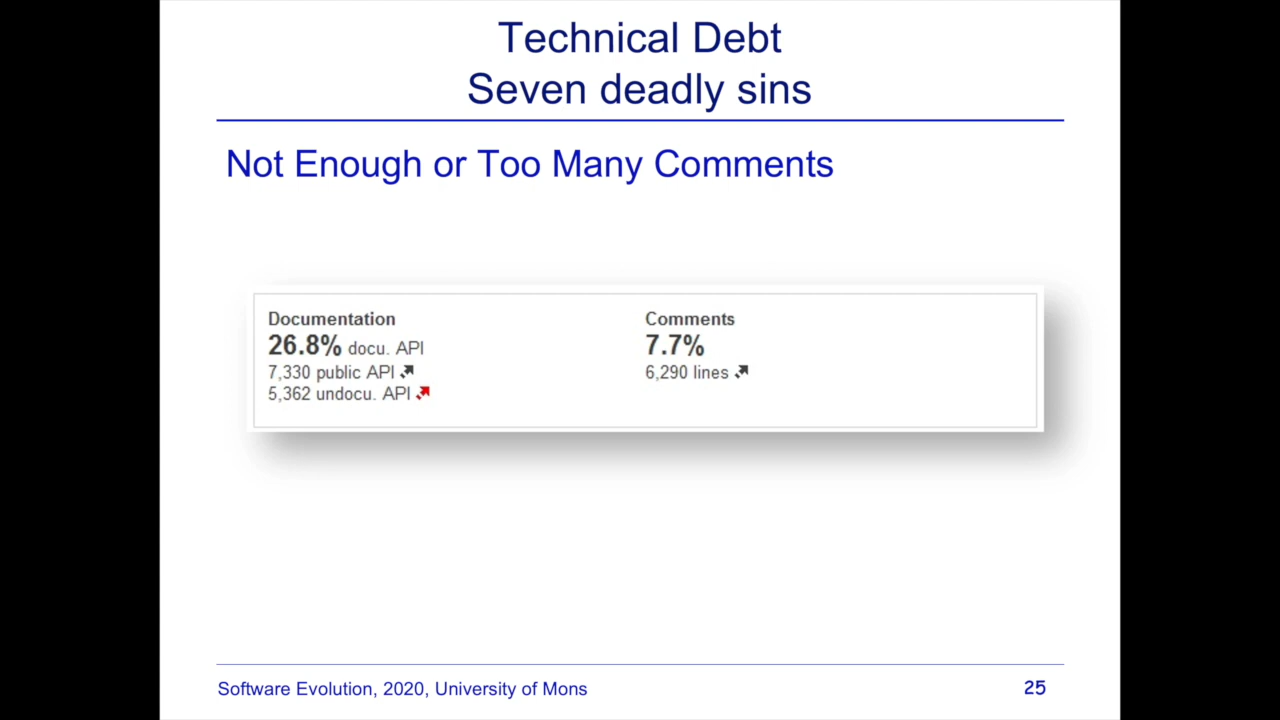 Technical Debt
Seven deadly sins
Not Enough or Too Many Comments
Documentation
26.8% docu. API
7,330 public API
5,362 undocu. API
Comments
7.7%
6,290 lines
Software Evolution, 2020, University of Mons
25